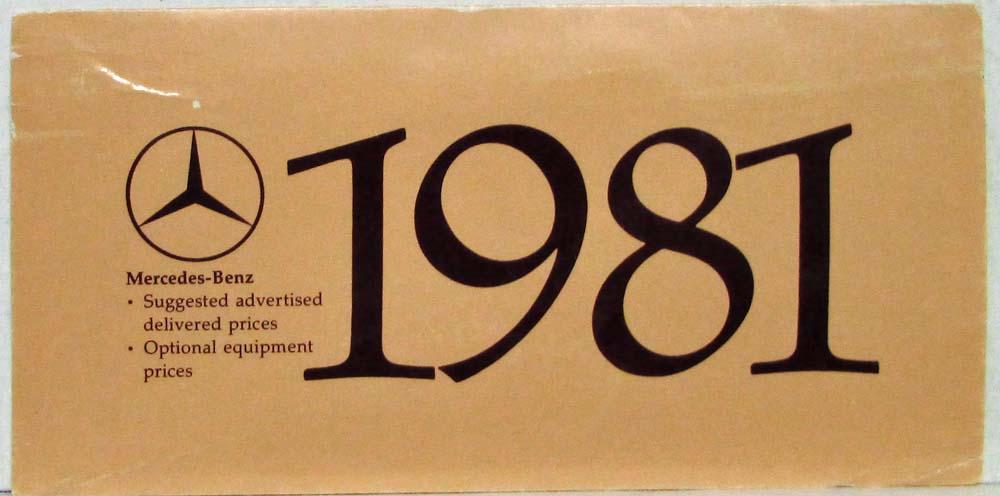 1981
Mercedes-Benz
• Suggested advertised
delivered prices
• Optional equipment
prices